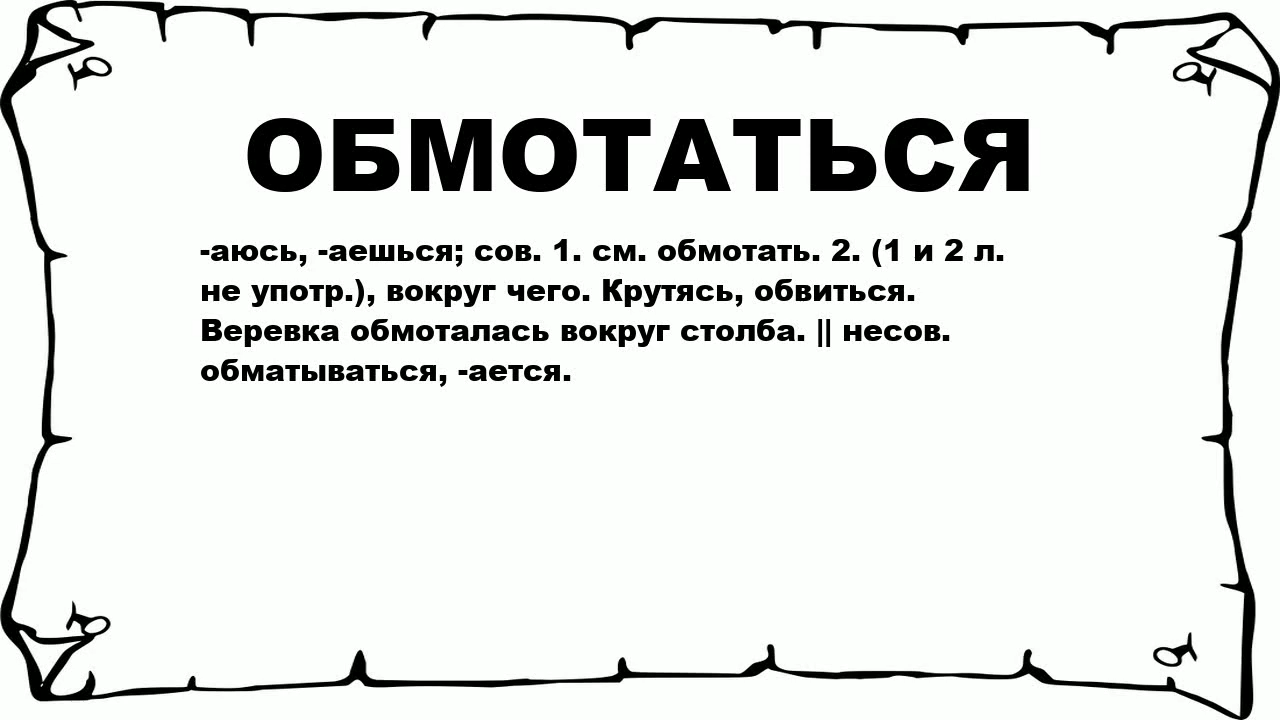 ОБМОТАТЬСЯ
-аюсь, -аешься; сов. 1. см. обмотать. 2. (1 и 2 л.
не употр.), вокруг чего. Крутясь, обвиться.
Веревка обмоталась вокруг столба. || несов.
обматываться, -ается.